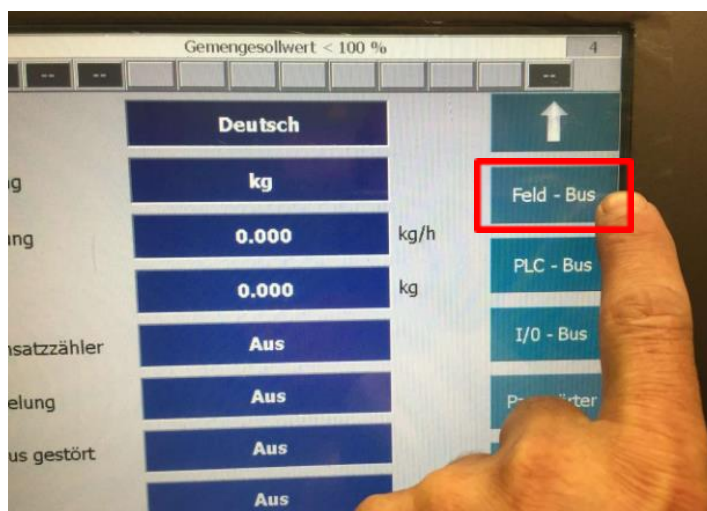 Gemengesollwert < 100 % 4
-- -- --
Deutsch
g kg Feld - Bus
ng 0.000 kg/h
PLC - Bus
0.000 kg
I/0 - Bus
nsatzzähler Aus
elung Aus
us gestört Aus
Aus